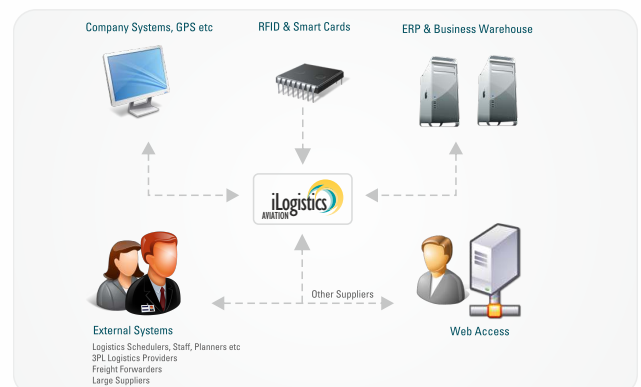 Company Systems, GPS etc
RFID & Smart Cards
ERP & Business Warehouse
iLogistics
AVIATION
Other Suppliers
External Systems
Logistics Schedulers, Staff, Planners etc
3PL Logistics Providers
Freight Forwarders
Large Suppliers
Web Access